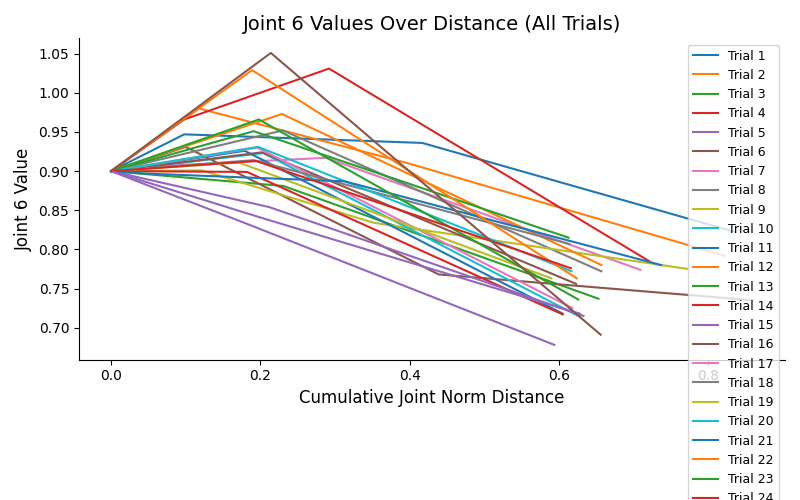 Joint 6 Values Over Distance (All Trials)
1.05
1.00
0.95
0.90
0.85
0.80
0.75
0.70
Joint 6 Value
0.0
0.2
0.4
0.6
0.8
Cumulative Joint Norm Distance
Trial 1
Trial 2
Trial 3
Trial 4
Trial 5
Trial 6
Trial 7
Trial 8
Trial 9
Trial 10
Trial 11
Trial 12
Trial 13
Trial 14
Trial 15
Trial 16
Trial 17
Trial 18
Trial 19
Trial 20
Trial 21
Trial 22
Trial 23
Trial 24